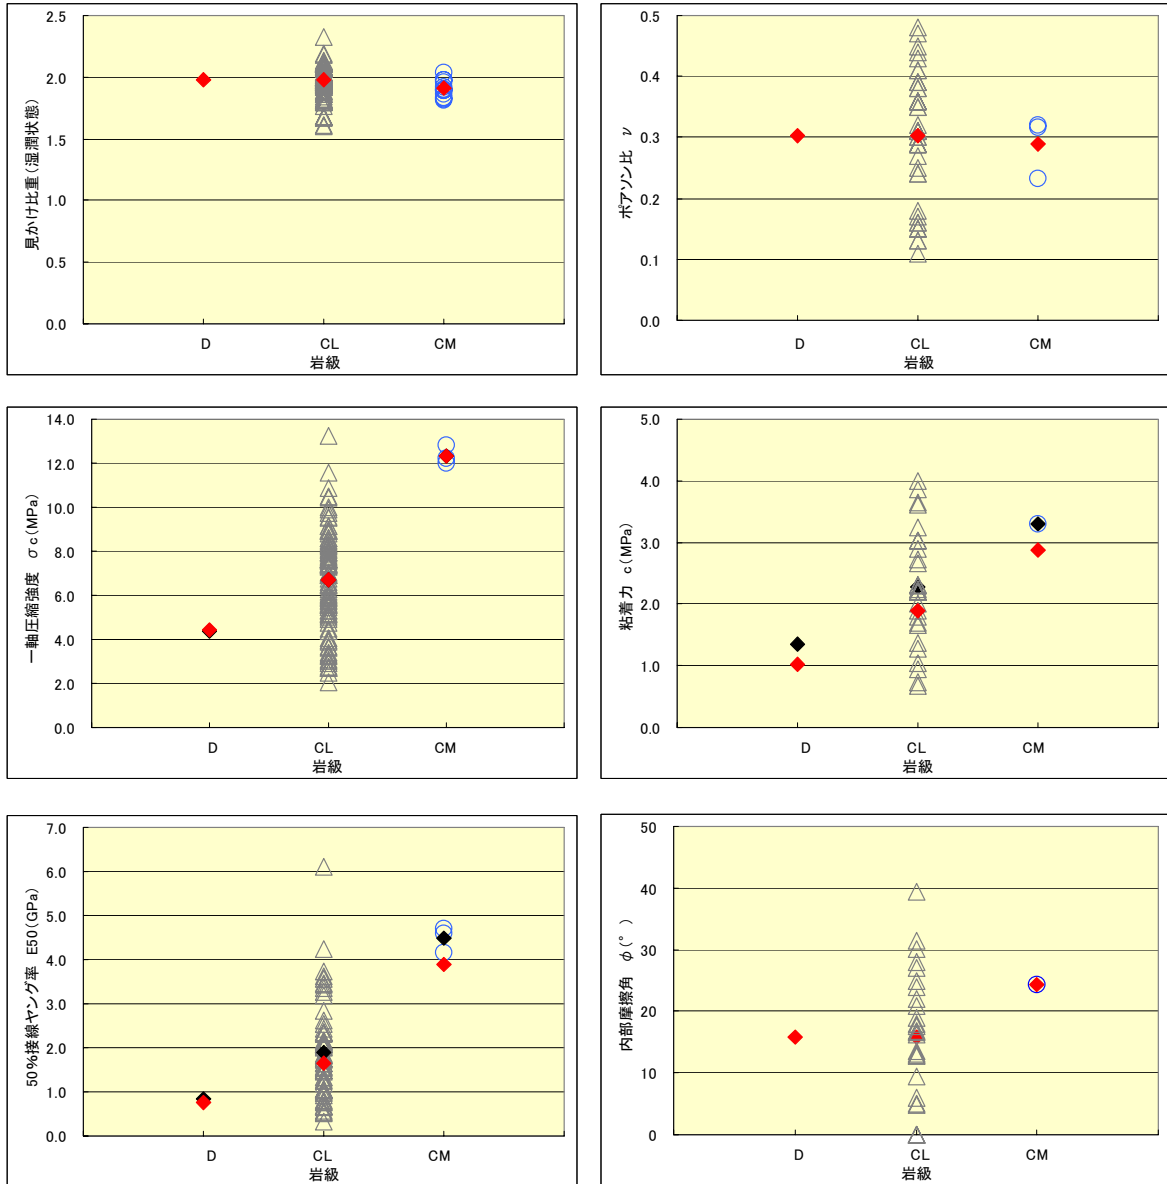 見かけ比重(湿潤状態)
2.5
2.0
1.5
1.0
0.5
0.0
D CL CM
岩級
ポアソン比 ν
0.5
0.4
0.3
0.2
0.1
0.0
D CL CM
岩級
一軸圧縮強度 σc(MPa)
14.0
12.0
10.0
8.0
6.0
4.0
2.0
0.0
D CL CM
岩級
粘着力 c(MPa)
5.0
4.0
3.0
2.0
1.0
0.0
D CL CM
岩級
50%接線ヤング率 E50(GPa)
7.0
6.0
5.0
4.0
3.0
2.0
1.0
0.0
D CL CM
岩級
内部摩擦角 φ(°)
50
40
30
20
10
0
D CL CM
岩級